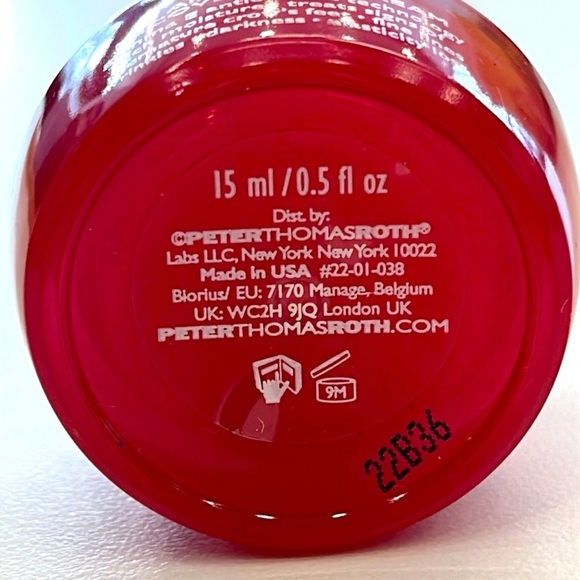 15 ml / 0.5 fl oz
Dist. by:
©PETERTHOMASROTH®
Labs LLC, New York New York 10022
Made In USA #22-01-038
Biorius/ EU: 7170 Manage, Belgium
UK: WC2H 9JQ London UK
PETERTHOMASROTH.COM
9M
22B36